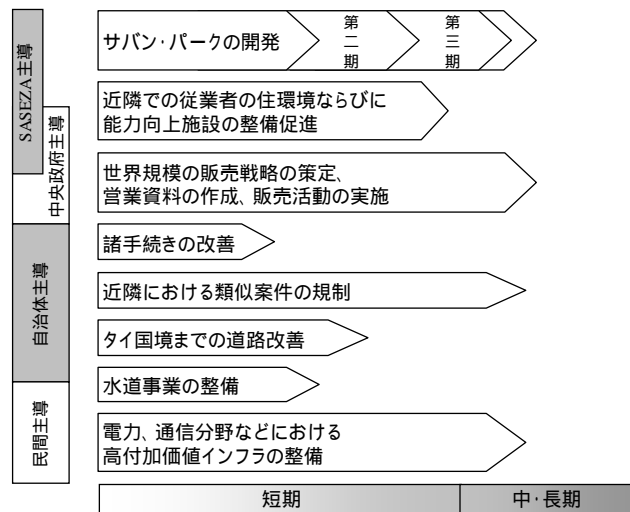 SASEZA主導
中央政府主導
自治体主導
民間主導
サバン・パークの開発
第二期
第三期
近隣での従業者の住環境ならびに
能力向上施設の整備促進
世界規模の販売戦略の策定、
営業資料の作成、販売活動の実施
諸手続きの改善
近隣における類似案件の規制
タイ国境までの道路改善
水道事業の整備
電力、通信分野などにおける
高付加価値インフラの整備
短期
中・長期